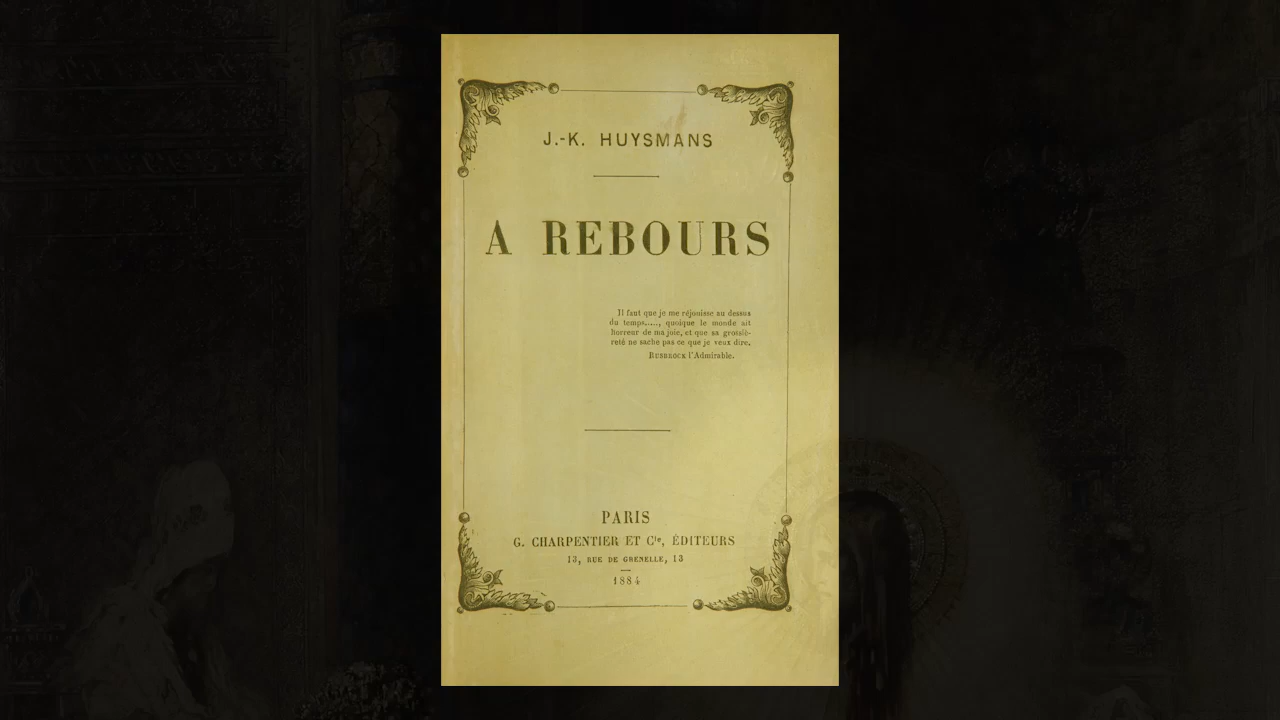 J.-K. HUYSMANS
A REBOURS
Il faut que je me réjouisse au dessus
du temps....., quoique le monde ait
horreur de ma joie, et que sa grossiè-
reté ne sache pas ce que je veux dire.
RUSBROCK l'Admirable.
PARIS
G. CHARPENTIER ET Cie, ÉDITEURS
13, RUE DE GRENELLE, 13
1884